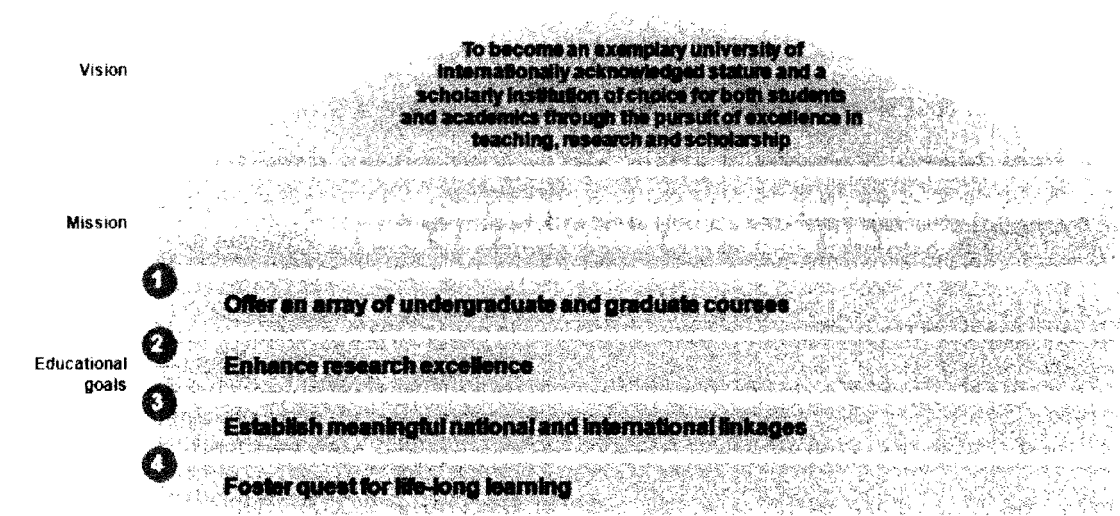 Vision
To become an exemplary university of
internationally acknowledged stature and a
scholarly institution of choice for both students
and academics through the pursuit of excellence in
teaching, research and scholarship
Mission
1
Offer an array of undergraduate and graduate courses
2
Enhance research excellence
Educational
goals
3
Establish meaningful national and international linkages
4
Foster quest for life-long learning